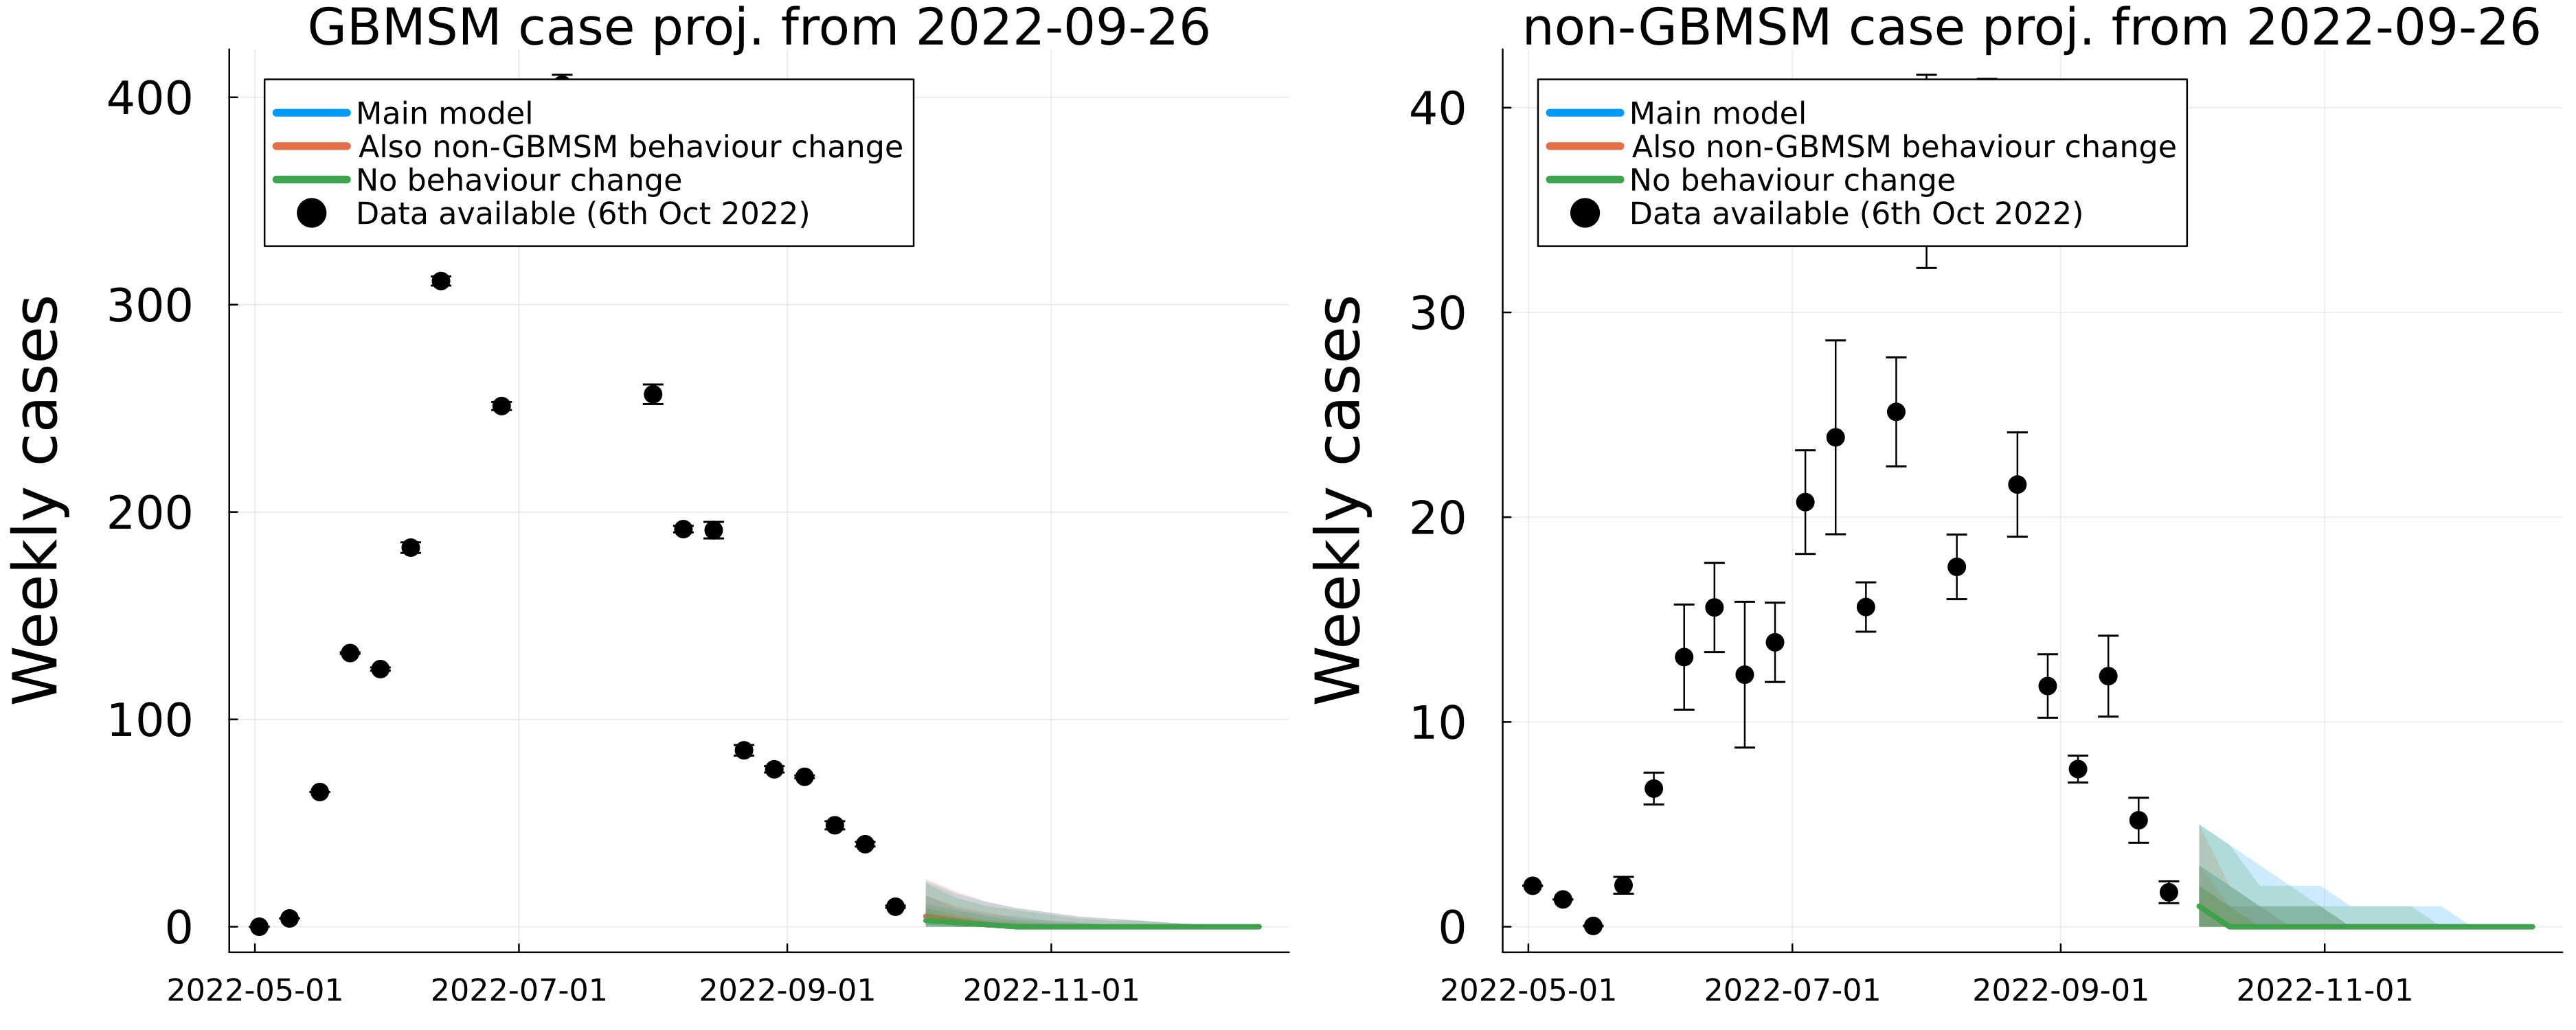 GBMSM case proj. from 2022-09-26
Weekly cases
400
300
200
100
0
Main model
Also non-GBMSM behaviour change
No behaviour change
Data available (6th Oct 2022)
2022-05-01 2022-07-01 2022-09-01 2022-11-01
non-GBMSM case proj. from 2022-09-26
Weekly cases
40
30
20
10
0
Main model
Also non-GBMSM behaviour change
No behaviour change
Data available (6th Oct 2022)
2022-05-01 2022-07-01 2022-09-01 2022-11-01